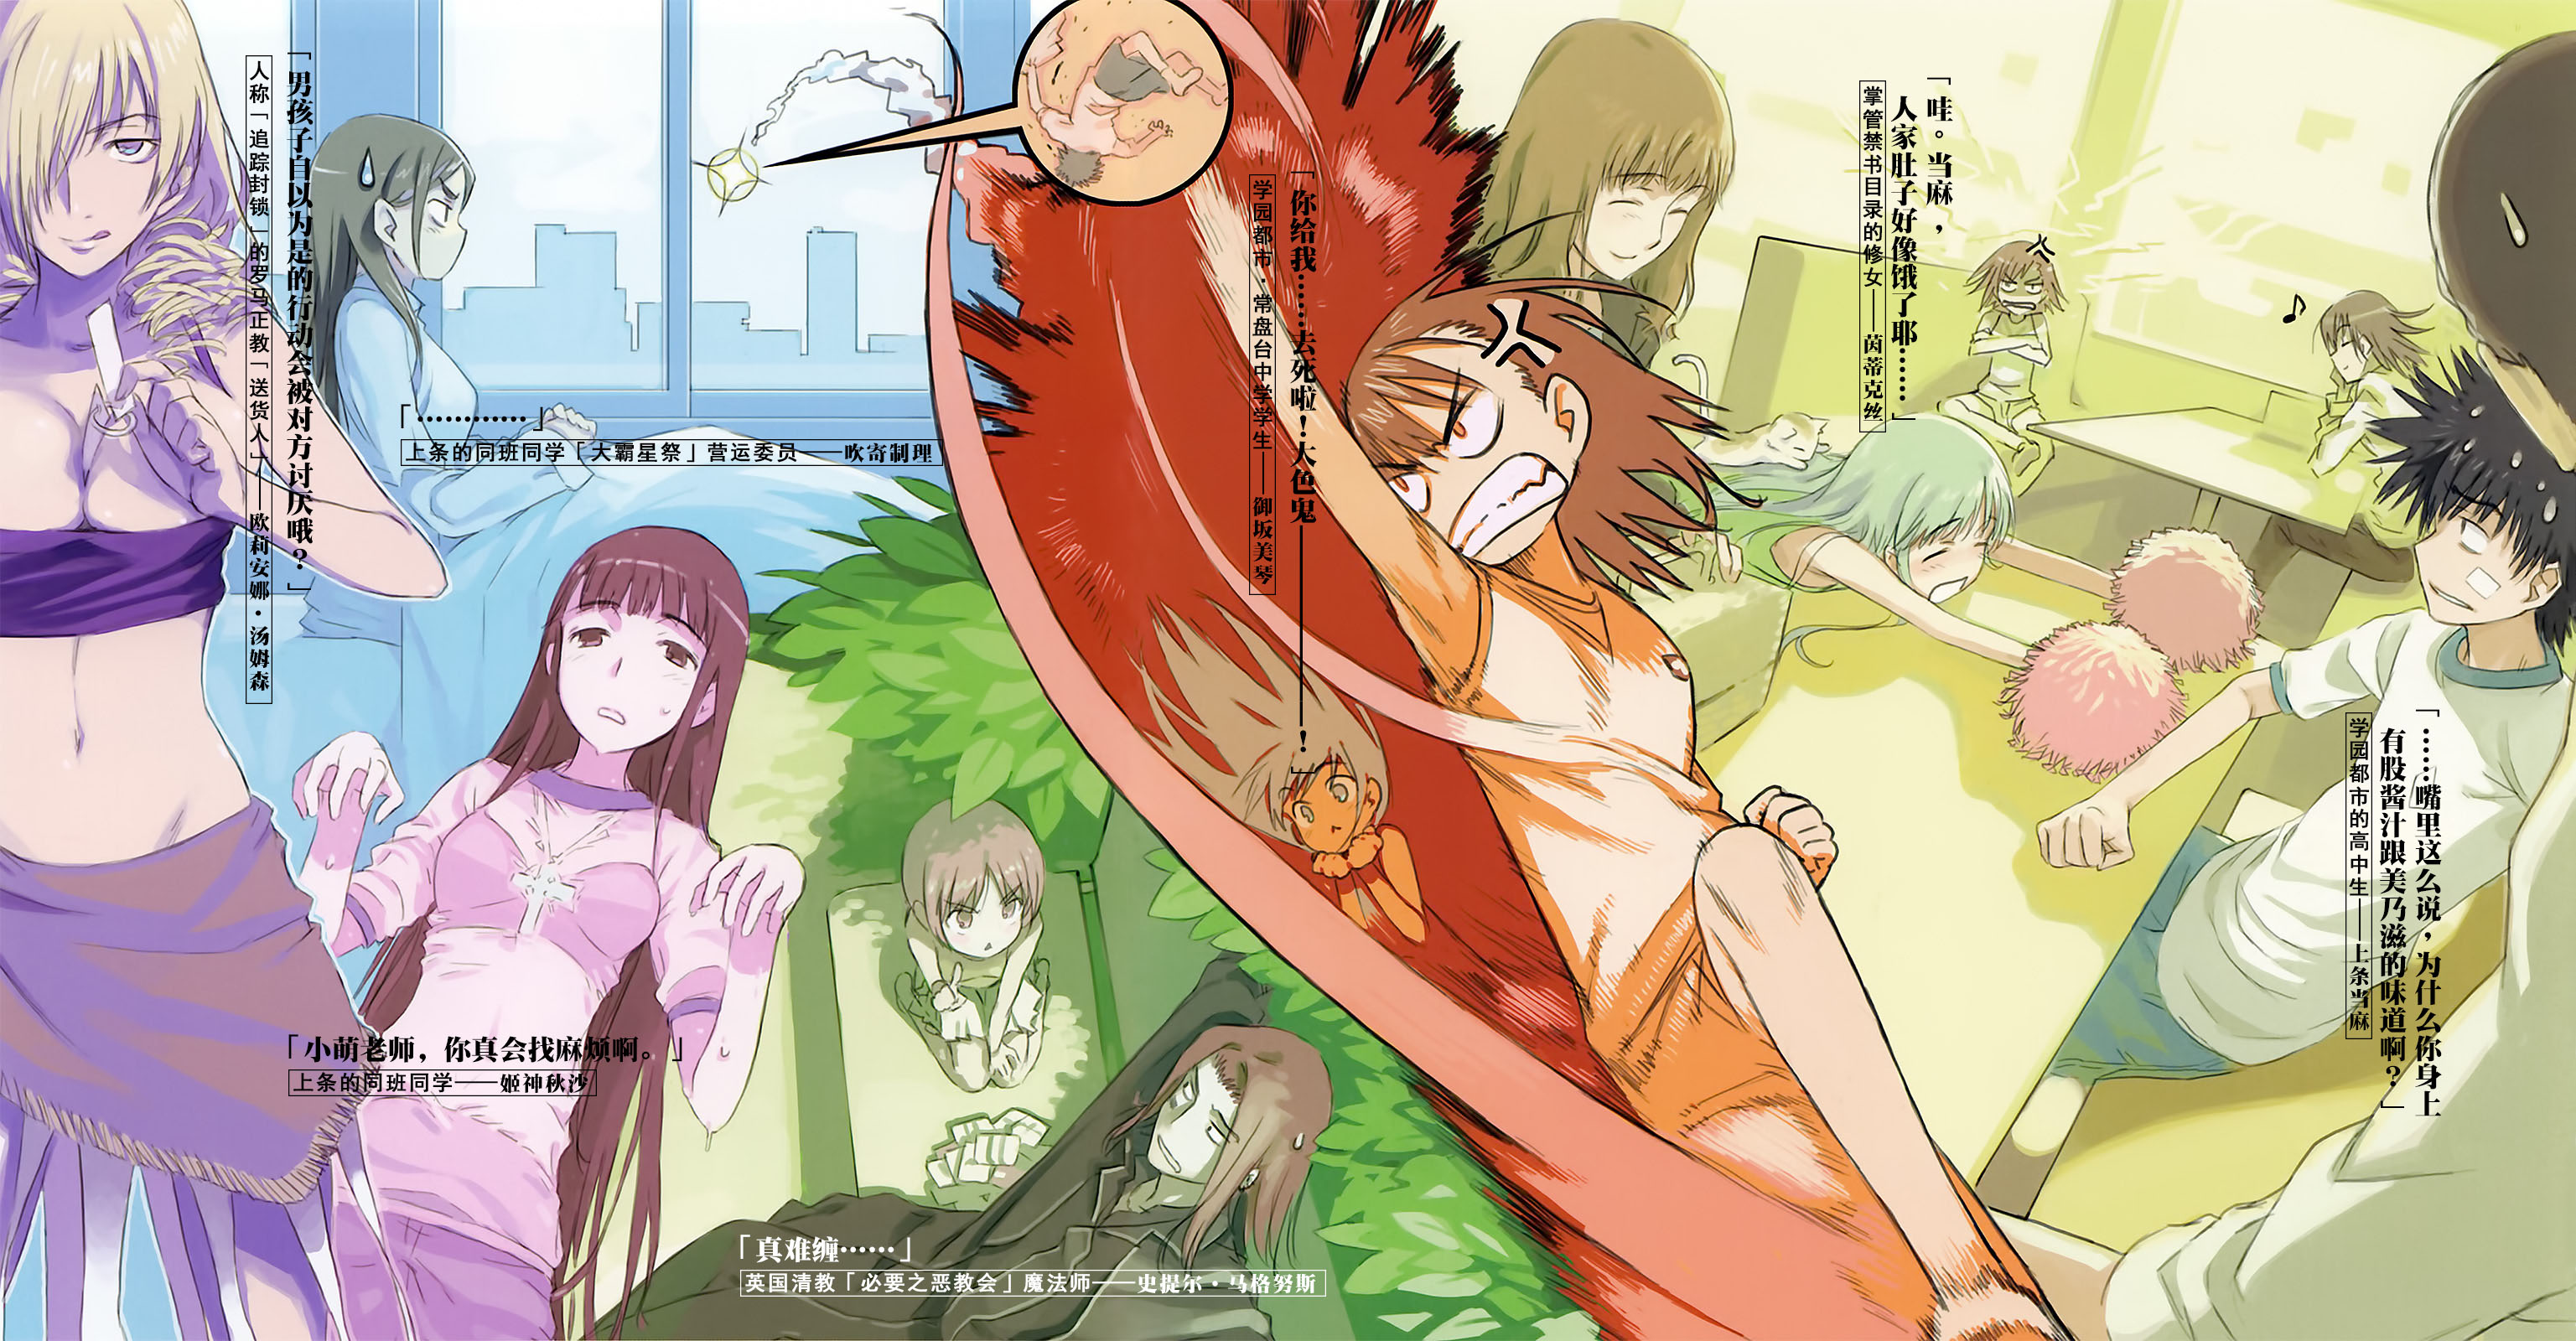 「哇。当麻，
人家肚子好像饿了耶……」
掌管禁书目录的修女——茵蒂克丝
「……嘴里这么说，为什么你身上
有股酱汁跟美乃滋的味道啊？」
学园都市的高中生——上条当麻
「你给我……去死啦！大色鬼————————！」
学园都市·常盘台中学学生——御坂美琴
「…………」
上条的同班同学「大霸星祭」营运委员——吹寄制理
「男孩子自以为是的行动会被对方讨厌哦？」
人称「追踪封锁」的罗马正教「送货人」——欧莉安娜·汤姆森
「小萌老师，你真会找麻烦啊。」
上条的同班同学——姬神秋沙
「真难缠……」
英国清教「必要之恶教会」魔法师——史提尔·马格努斯